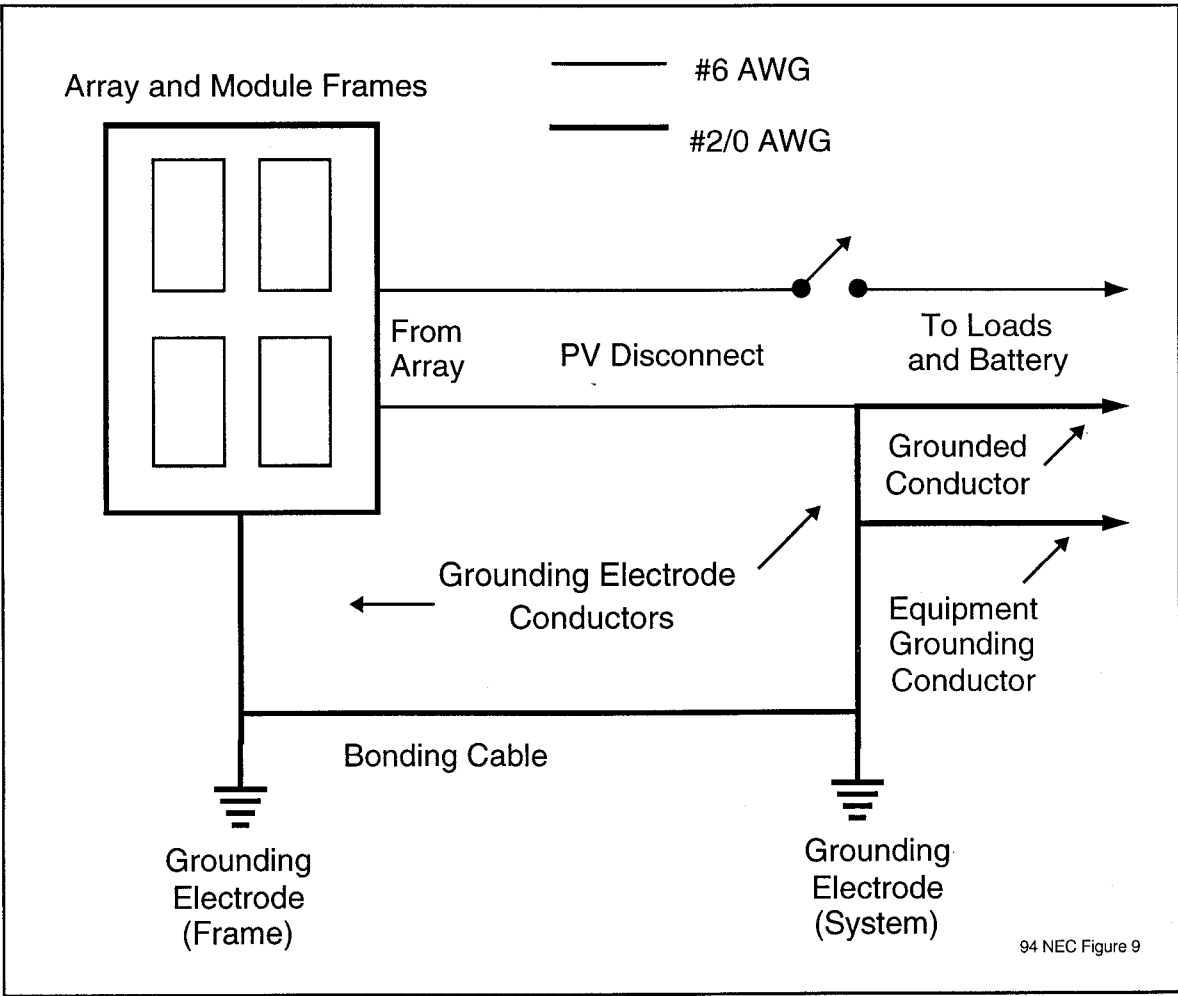 Array and Module Frames
#6 AWG
#2/0 AWG
From
Array
PV Disconnect
To Loads
and Battery
Grounded
Conductor
Grounding Electrode
Conductors
Equipment
Grounding
Conductor
Bonding Cable
Grounding
Electrode
(Frame)
Grounding
Electrode
(System)
94 NEC Figure 9